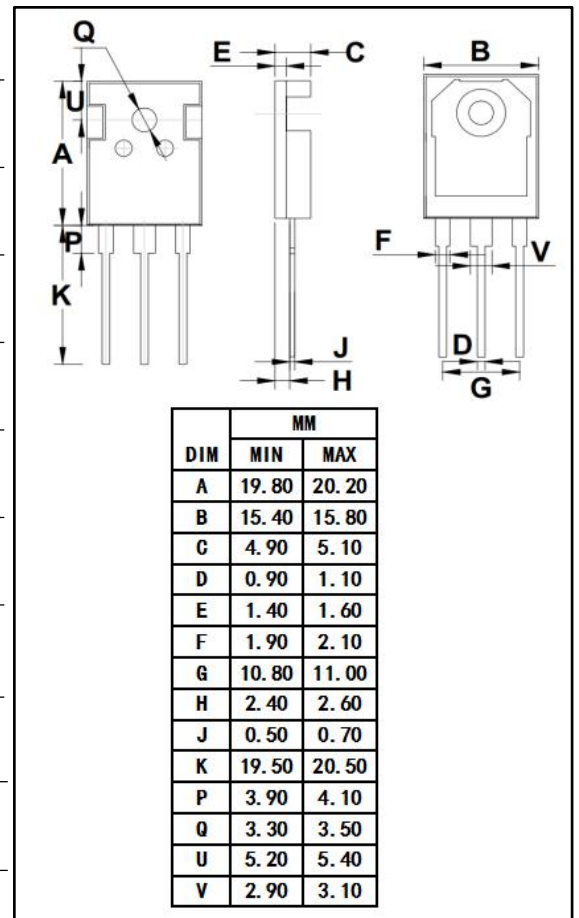 Q
E
C
B
U
A
P
K
F
V
J
H
D
G
MM
DIM MIN MAX
A 19.80 20.20
B 15.40 15.80
C 4.90 5.10
D 0.90 1.10
E 1.40 1.60
F 1.90 2.10
G 10.80 11.00
H 2.40 2.60
J 0.50 0.70
K 19.50 20.50
P 3.90 4.10
Q 3.30 3.50
U 5.20 5.40
V 2.90 3.10